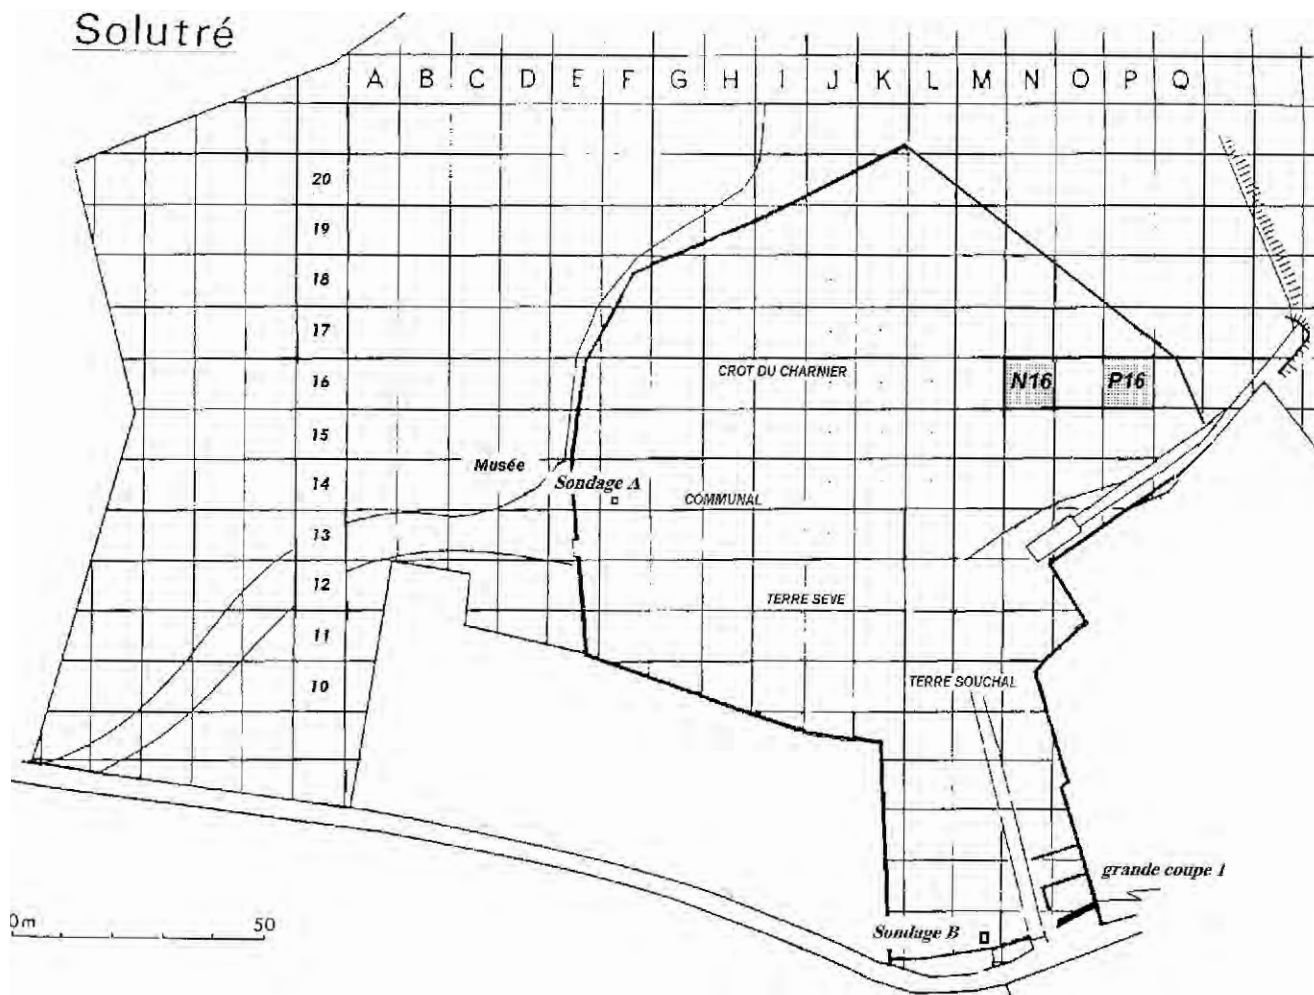 Solutré
A B C D E F G H I J K L M N O P Q
20
19
18
17
CROT DU CHARNIER
16
N16 P16
15
Musée
14
Sondage A
COMMUNAL
13
12
TERRE SEVE
11
10
TERRE SOUCHAL
grande coupe 1
0m 50
Sondage B